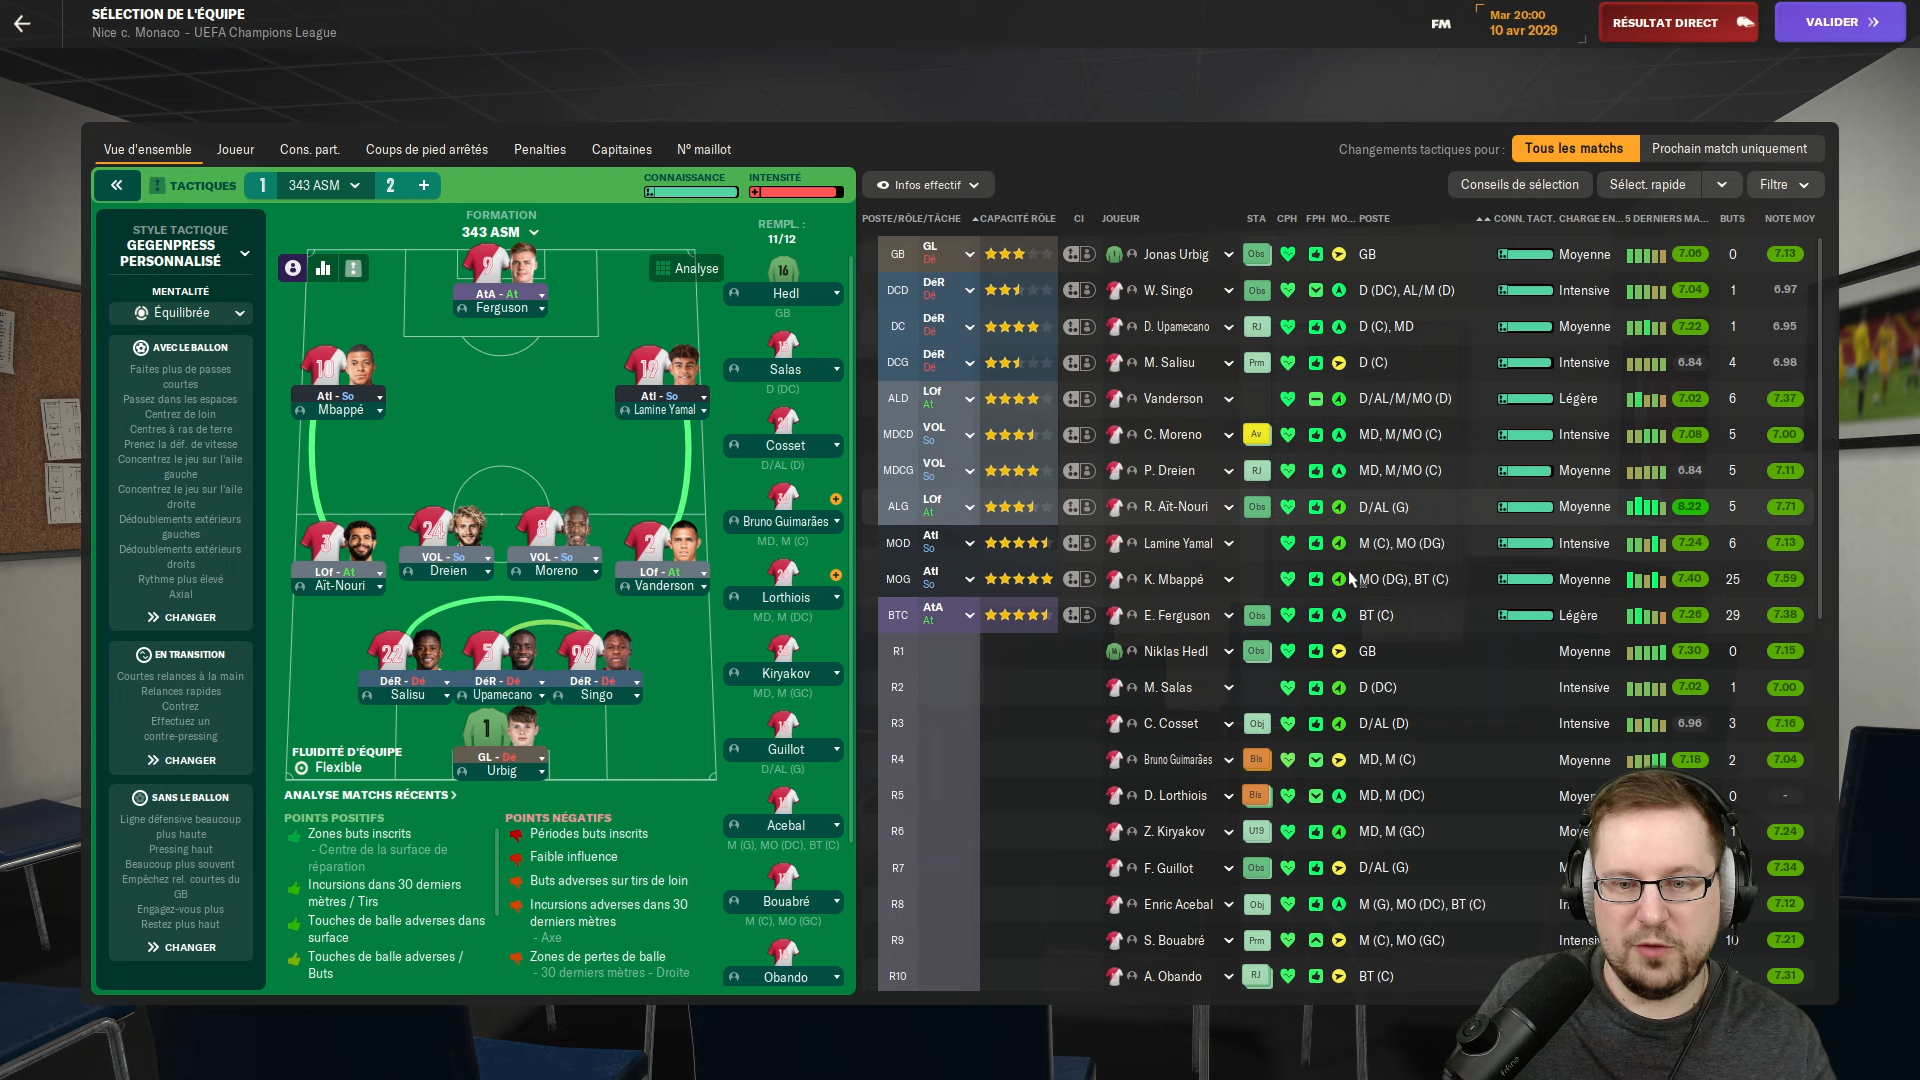 SÉLECTION DE L'ÉQUIPE
Nice c. Monaco - UEFA Champions League
FM
Mar 20:00
10 avr 2029
RÉSULTAT DIRECT
VALIDER
Vue d'ensemble
Joueur
Cons. part.
Coups de pied arrêtés
Penalties
Capitaines
N° maillot
Changements tactiques pour :
Tous les matchs
Prochain match uniquement
TACTIQUES
1
343 ASM
2
+
CONNAISSANCE
INTENSITÉ
Infos effectif
Conseils de sélection
Sélect. rapide
Filtre
STYLE TACTIQUE
GEGENPRESS
PERSONNALISÉ
MENTALITÉ
Équilibrée
AVEC LE BALLON
Faites plus de passes
courtes
Passez dans les espaces
Centrez de loin
Centres à ras de terre
Prenez la déf. de vitesse
Concentrez le jeu sur l'aile
gauche
Concentrez le jeu sur l'aile
droite
Dédoublements extérieurs
gauches
Dédoublements extérieurs
droits
Rythme plus élevé
Axial
CHANGER
EN TRANSITION
Courtes relances à la main
Relances rapides
Contrez
Effectuez un
contre-pressing
CHANGER
SANS LE BALLON
Ligne défensive beaucoup
plus haute
Pressing haut
Beaucoup plus souvent
Empêchez rel. courtes du
GB
Engagez-vous plus
Restez plus haut
CHANGER
FORMATION
343 ASM
Analyse
9
AtA - At
Ferguson
10
AtI - So
Mbappé
19
AtI - So
Lamine Yamal
3
LOf - At
Aït-Nouri
24
VOL - So
Dreien
8
VOL - So
Moreno
2
LOf - At
Vanderson
22
DéR - Dé
Salisu
5
DéR - Dé
Upamecano
99
DéR - Dé
Singo
1
GL - Dé
Urbig
FLUIDITÉ D'ÉQUIPE
Flexible
ANALYSE MATCHS RÉCENTS
POINTS POSITIFS
Zones buts inscrits
- Centre de la surface de
réparation
Incursions dans 30 derniers
mètres / Tirs
Touches de balle adverses dans
surface
Touches de balle adverses /
Buts
POINTS NÉGATIFS
Périodes buts inscrits
Faible influence
Buts adverses sur tirs de loin
Incursions adverses dans 30
derniers mètres
- Axe
Zones de pertes de balle
- 30 derniers mètres - Droite
REMPL. :
11/12
16
Hedl
GB
Salas
D (DC)
Cosset
D/AL (D)
Bruno Guimarães
MD, M (C)
Lorthiois
MD, M (DC)
Kiryakov
MD, M (GC)
Guillot
D/AL (G)
Acebal
M (G), MO (DC), BT (C)
Bouabré
M (C), MO (GC)
Obando
POSTE/RÔLE/TÂCHE CAPACITÉ RÔLE CI JOUEUR STA CPH FPH MO... POSTE CONN. TACT. CHARGE EN... 5 DERNIERS MA... BUTS NOTE MOY
GB GL Dé Jonas Urbig Obs GB Moyenne 7.06 0 7.13
DCD DéR Dé W. Singo Obs D (DC), AL/M (D) Intensive 7.04 1 6.97
DC DéR Dé D. Upamecano RJ D (C), MD Moyenne 7.22 1 6.95
DCG DéR Dé M. Salisu Prm D (C) Intensive 6.84 4 6.98
ALD LOf At Vanderson D/AL/M/MO (D) Légère 7.02 6 7.37
MDCD VOL So C. Moreno Av MD, M/MO (C) Intensive 7.08 5 7.00
MDCG VOL So P. Dreien RJ MD, M/MO (C) Moyenne 6.84 5 7.11
ALG LOf At R. Aït-Nouri Obs D/AL (G) Moyenne 8.22 5 7.71
MOD AtI So Lamine Yamal M (C), MO (DG) Intensive 7.24 6 7.13
MOG AtI So K. Mbappé MO (DG), BT (C) Moyenne 7.40 25 7.59
BTC AtA At E. Ferguson Obs BT (C) Légère 7.26 29 7.38
R1 Niklas Hedl Obs GB Moyenne 7.30 0 7.15
R2 M. Salas D (DC) Intensive 7.02 1 7.00
R3 C. Cosset Obj D/AL (D) Intensive 6.96 3 7.16
R4 Bruno Guimarães Bls MD, M (C) Moyenne 7.18 2 7.04
R5 D. Lorthiois Bls MD, M (DC) 0 -
R6 Z. Kiryakov U19 MD, M (GC) 7.24
R7 F. Guillot Obs D/AL (G) 7.34
R8 Enric Acebal Obj M (G), MO (DC), BT (C) 7.12
R9 S. Bouabré Prm M (C), MO (GC) 10 7.21
R10 A. Obando RJ BT (C) 7.31
fifine